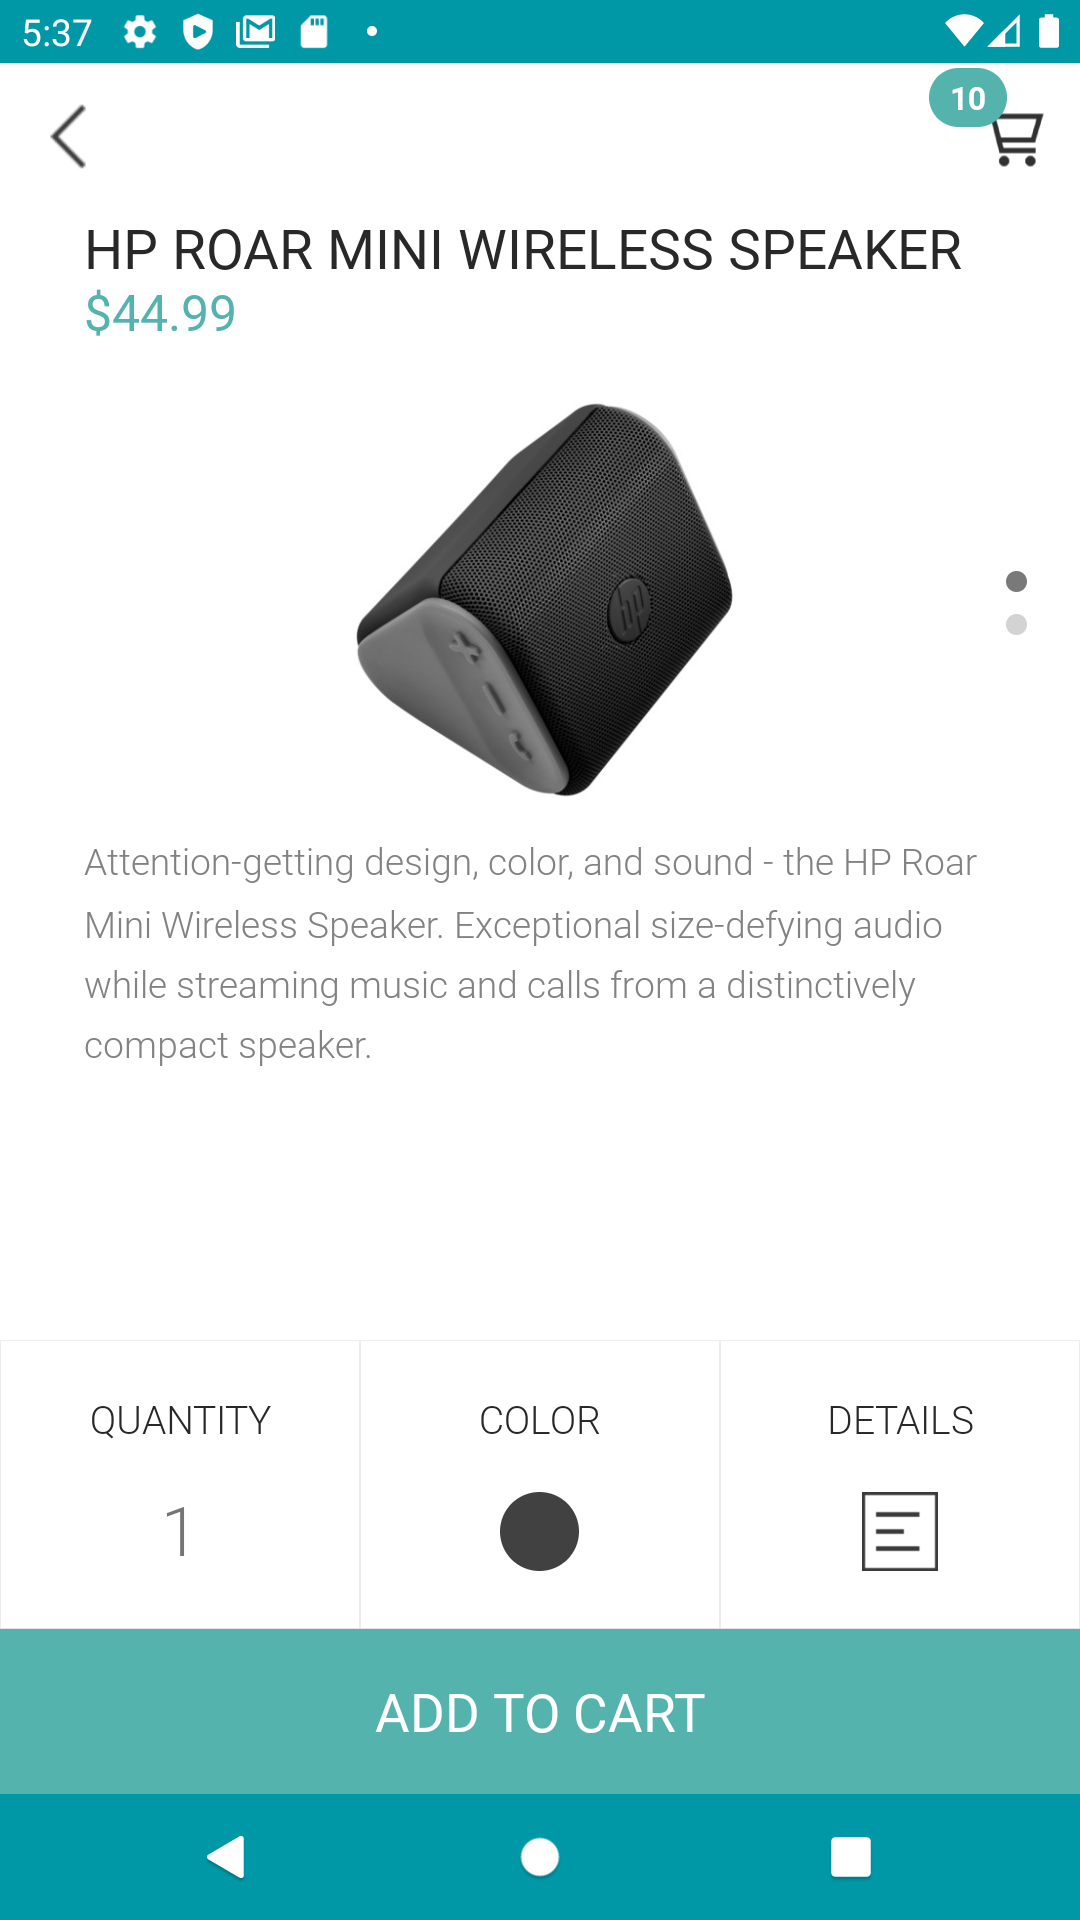 5:37
10
HP ROAR MINI WIRELESS SPEAKER
$44.99
hp
Attention-getting design, color, and sound - the HP Roar
Mini Wireless Speaker. Exceptional size-defying audio
while streaming music and calls from a distinctively
compact speaker.
QUANTITY
COLOR
DETAILS
1
ADD TO CART